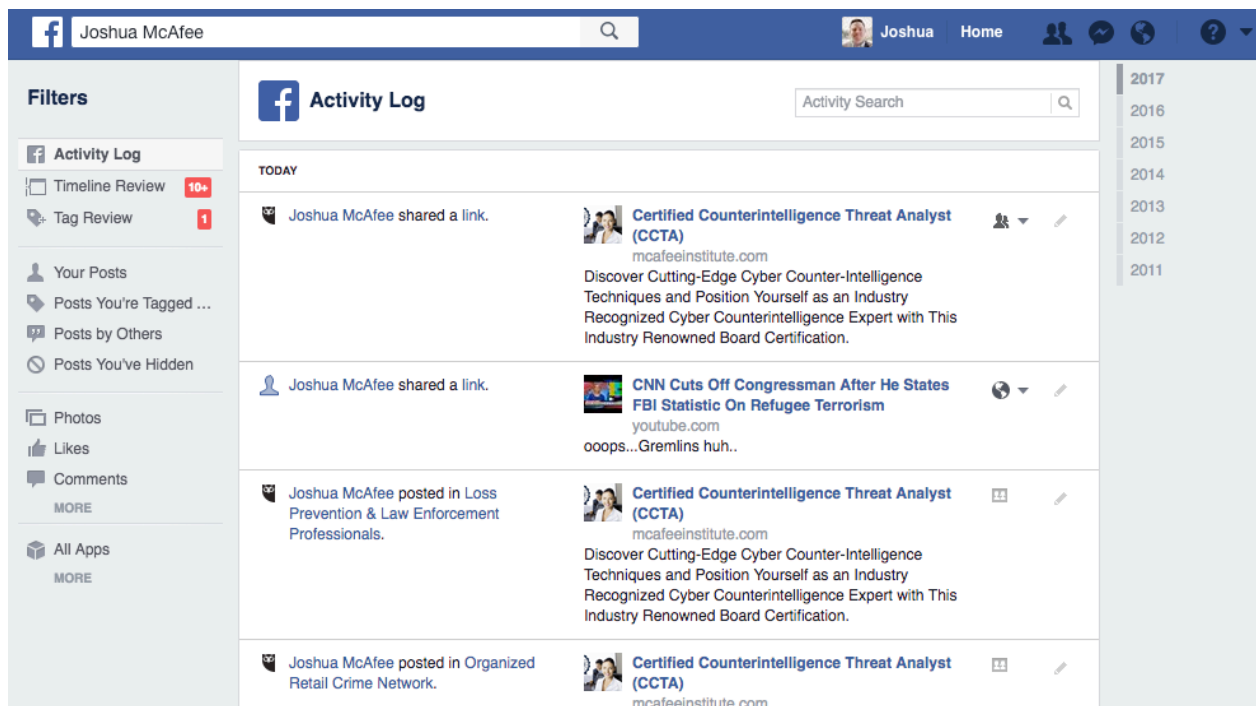 Joshua McAfee
Joshua
Home
Filters
Activity Log
Timeline Review 10+
Tag Review 1
Your Posts
Posts You're Tagged ...
Posts by Others
Posts You've Hidden
Photos
Likes
Comments
MORE
All Apps
MORE
Activity Log
Activity Search
TODAY
Joshua McAfee shared a link.
Certified Counterintelligence Threat Analyst
(CCTA)
mcafeeinstitute.com
Discover Cutting-Edge Cyber Counter-Intelligence
Techniques and Position Yourself as an Industry
Recognized Cyber Counterintelligence Expert with This
Industry Renowned Board Certification.
Joshua McAfee shared a link.
CNN Cuts Off Congressman After He States
FBI Statistic On Refugee Terrorism
youtube.com
ooops...Gremlins huh..
Joshua McAfee posted in Loss
Prevention & Law Enforcement
Professionals.
Certified Counterintelligence Threat Analyst
(CCTA)
mcafeeinstitute.com
Discover Cutting-Edge Cyber Counter-Intelligence
Techniques and Position Yourself as an Industry
Recognized Cyber Counterintelligence Expert with This
Industry Renowned Board Certification.
Joshua McAfee posted in Organized
Retail Crime Network.
Certified Counterintelligence Threat Analyst
(CCTA)
mcafeeinstitute.com
2017
2016
2015
2014
2013
2012
2011